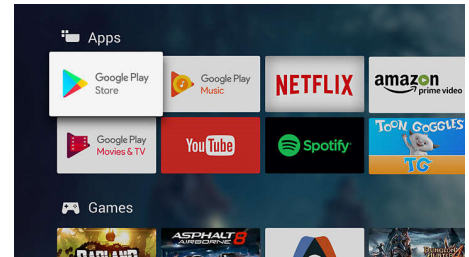 Apps
Google Play
Store
Google Play
Music
NETFLIX
amazon
prime video
Google Play
Movies & TV
YouTube
Spotify
TOON GOGGLES
TG
Games
BADLAND
ASPHALT 8
AIRBORNE